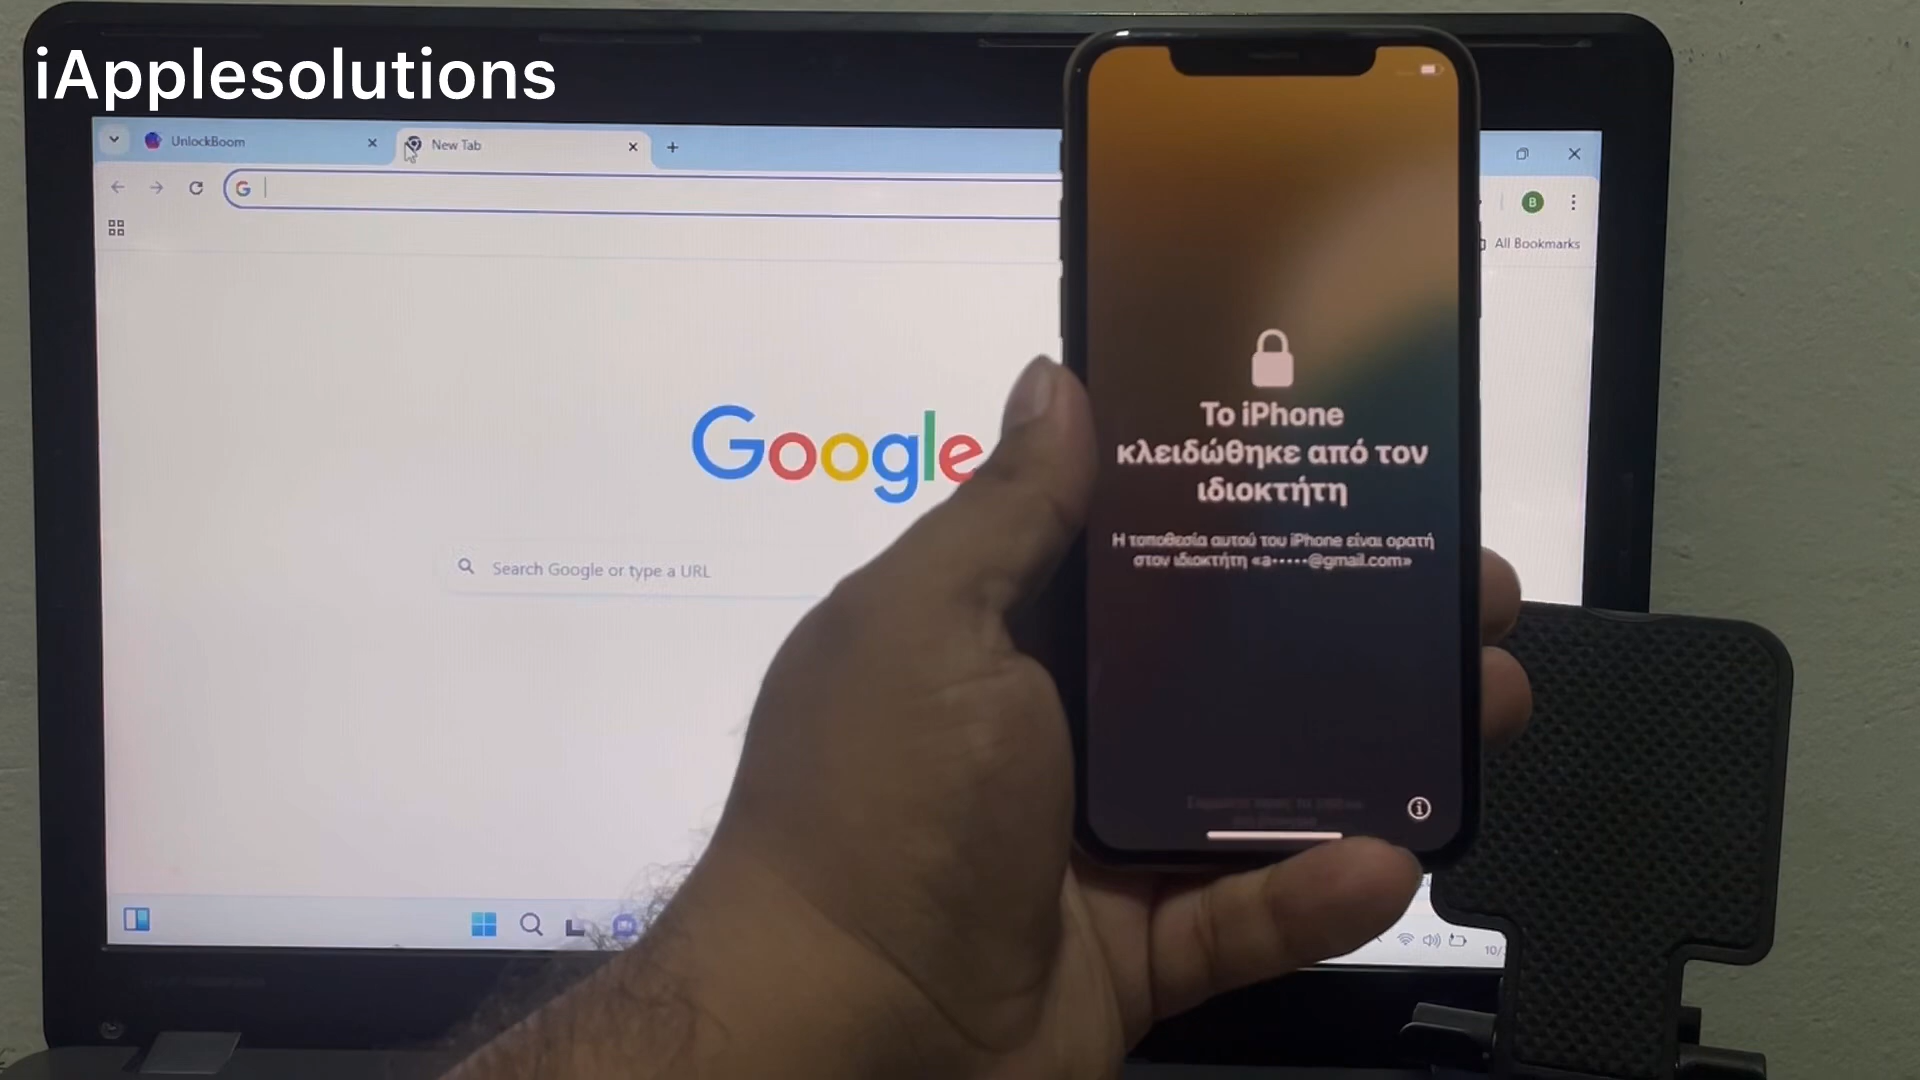 iApplesolutions
UnlockBoom
New Tab
All Bookmarks
B
Google
Search Google or type a URL
Το iPhone
κλειδώθηκε από τον
ιδιοκτήτη
Η τοποθεσία αυτού του iPhone είναι ορατή
στον ιδιοκτήτη «a•••••@gmail.com»
10/